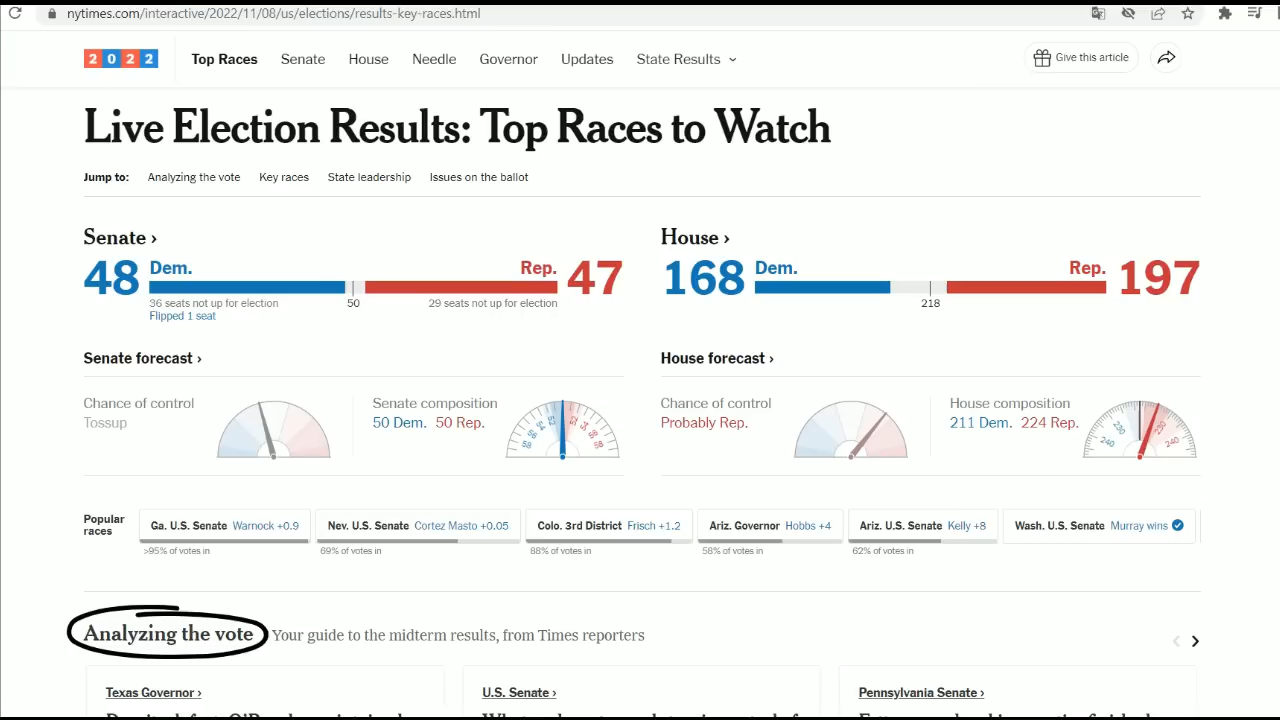 nytimes.com/interactive/2022/11/08/us/elections/results-key-races.html
2022 Top Races Senate House Needle Governor Updates State Results Give this article
Live Election Results: Top Races to Watch
Jump to: Analyzing the vote Key races State leadership Issues on the ballot
Senate › House ›
48 Dem. Rep. 47 168 Dem. Rep. 197
36 seats not up for election 50 29 seats not up for election 218
Flipped 1 seat
Senate forecast › House forecast ›
Chance of control Senate composition Chance of control House composition
Tossup 50 Dem. 50 Rep. Probably Rep. 211 Dem. 224 Rep.
Popular races Ga. U.S. Senate Warnock +0.9 Nev. U.S. Senate Cortez Masto +0.05 Colo. 3rd District Frisch +1.2 Ariz. Governor Hobbs +4 Ariz. U.S. Senate Kelly +8 Wash. U.S. Senate Murray wins
>95% of votes in 69% of votes in 88% of votes in 58% of votes in 62% of votes in
Analyzing the vote Your guide to the midterm results, from Times reporters
Texas Governor › U.S. Senate › Pennsylvania Senate ›